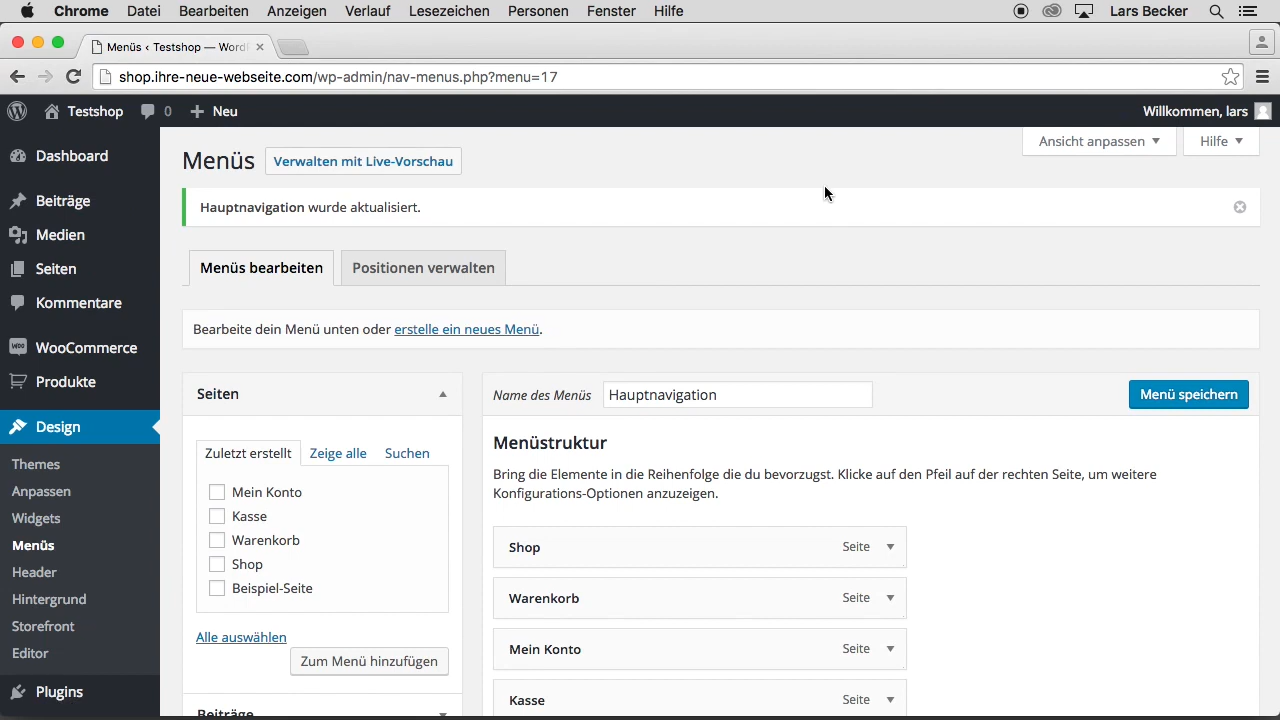 Chrome Datei Bearbeiten Anzeigen Verlauf Lesezeichen Personen Fenster Hilfe Lars Becker
Menüs ‹ Testshop — Word
shop.ihre-neue-webseite.com/wp-admin/nav-menus.php?menu=17
Testshop 0 Neu Willkommen, lars
Ansicht anpassen Hilfe
Menüs Verwalten mit Live-Vorschau
Hauptnavigation wurde aktualisiert.
Menüs bearbeiten Positionen verwalten
Bearbeite dein Menü unten oder erstelle ein neues Menü.
Dashboard
Beiträge
Medien
Seiten
Kommentare
WooCommerce
Produkte
Design
Themes
Anpassen
Widgets
Menüs
Header
Hintergrund
Storefront
Editor
Plugins
Seiten
Zuletzt erstellt Zeige alle Suchen
Mein Konto
Kasse
Warenkorb
Shop
Beispiel-Seite
Alle auswählen
Zum Menü hinzufügen
Beiträge
Name des Menüs Hauptnavigation Menü speichern
Menüstruktur
Bring die Elemente in die Reihenfolge die du bevorzugst. Klicke auf den Pfeil auf der rechten Seite, um weitere
Konfigurations-Optionen anzuzeigen.
Shop Seite
Warenkorb Seite
Mein Konto Seite
Kasse Seite